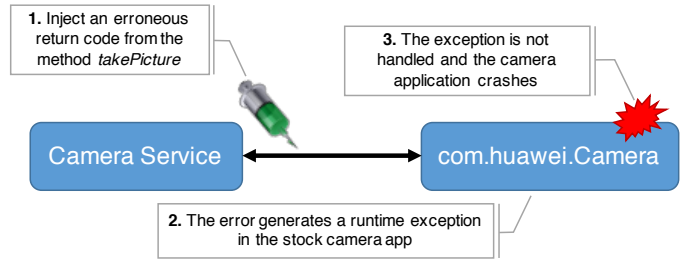 1. Inject an erroneous
return code from the
method takePicture
3. The exception is not
handled and the camera
application crashes
Camera Service
com.huawei.Camera
2. The error generates a runtime exception
in the stock camera app